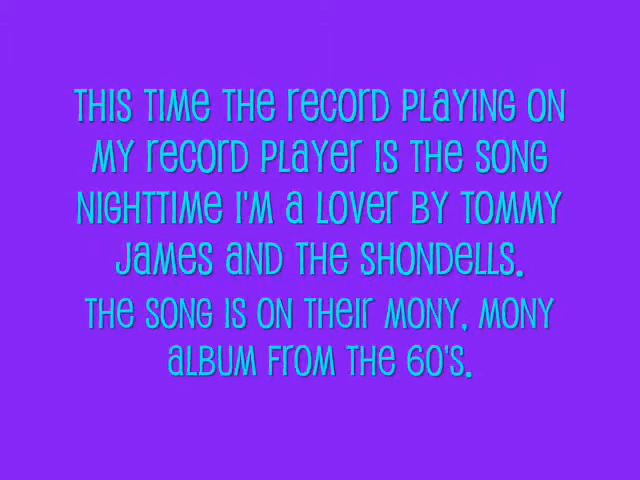 THIS TIME THE RECORD PLAYING ON
MY RECORD PLAYER IS THE SONG
NIGHTTIME I'M A LOVER BY TOMMY
JAMES AND THE SHONDELLS.
THE SONG IS ON THEIR MONY, MONY
ALBUM FROM THE 60'S.